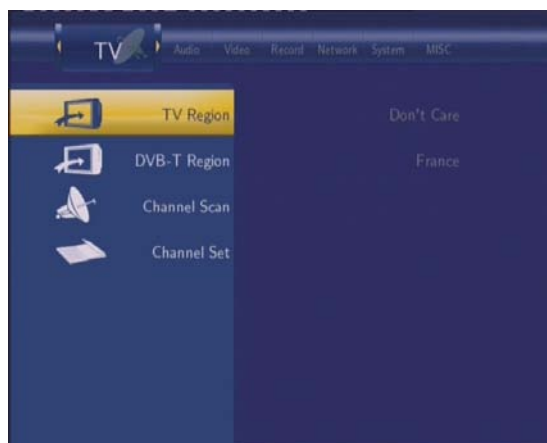 TV Audio Video Record Network System MISC
TV Region Don't Care
DVB-T Region France
Channel Scan
Channel Set